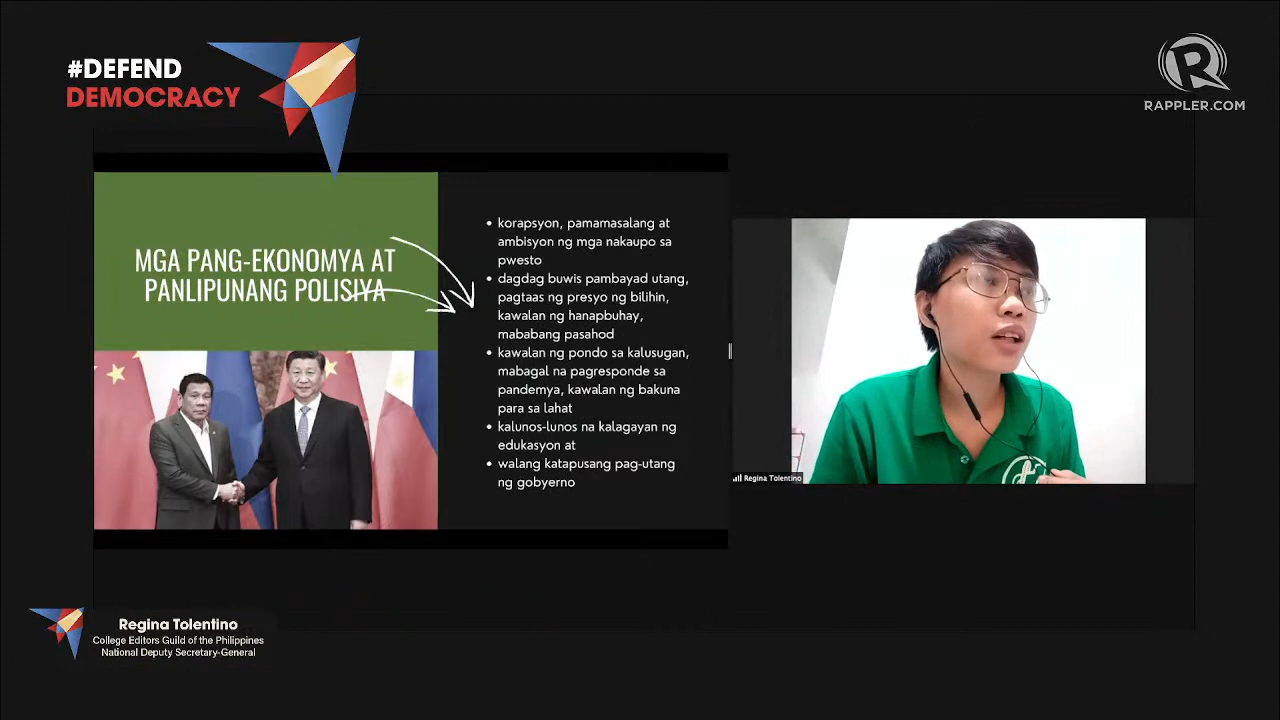 #DEFEND
DEMOCRACY
RAPPLER.COM
MGA PANG-EKONOMYA AT
PANLIPUNANG POLISIYA
• korapsyon, pamamasalang at
ambisyon ng mga nakaupo sa
pwesto
• dagdag buwis pambayad utang,
pagtaas ng presyo ng bilihin,
kawalan ng hanapbuhay,
mababang pasahod
• kawalan ng pondo sa kalusugan,
mabagal na pagresponde sa
pandemya, kawalan ng bakuna
para sa lahat
• kalunos-lunos na kalagayan ng
edukasyon at
• walang katapusang pag-utang
ng gobyerno
Regina Tolentino
Regina Tolentino
College Editors Guild of the Philippines
National Deputy Secretary-General